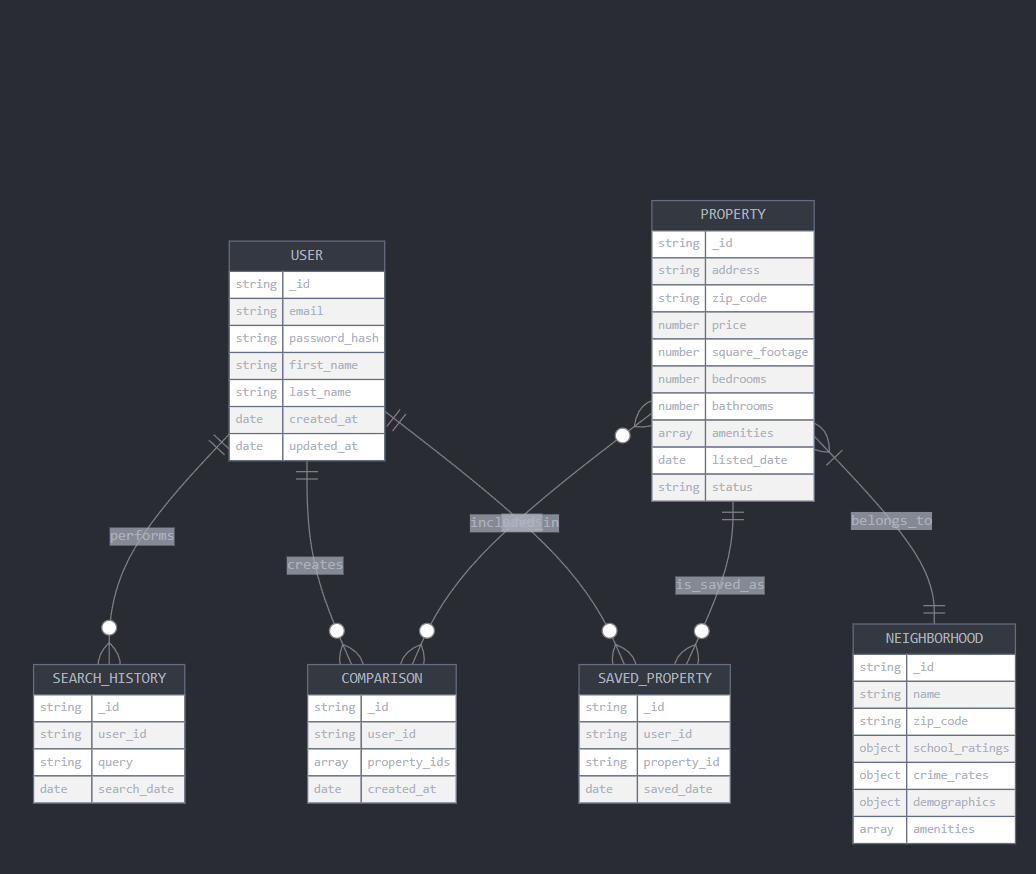 PROPERTY
string _id
string address
string zip_code
number price
number square_footage
number bedrooms
number bathrooms
array amenities
date listed_date
string status
USER
string _id
string email
string password_hash
string first_name
string last_name
date created_at
date updated_at
belongs_to
performs
creates
is_saved_as
NEIGHBORHOOD
string _id
string name
string zip_code
object school_ratings
object crime_rates
object demographics
array amenities
SEARCH_HISTORY
string _id
string user_id
string query
date search_date
COMPARISON
string _id
string user_id
array property_ids
date created_at
SAVED_PROPERTY
string _id
string user_id
string property_id
date saved_date